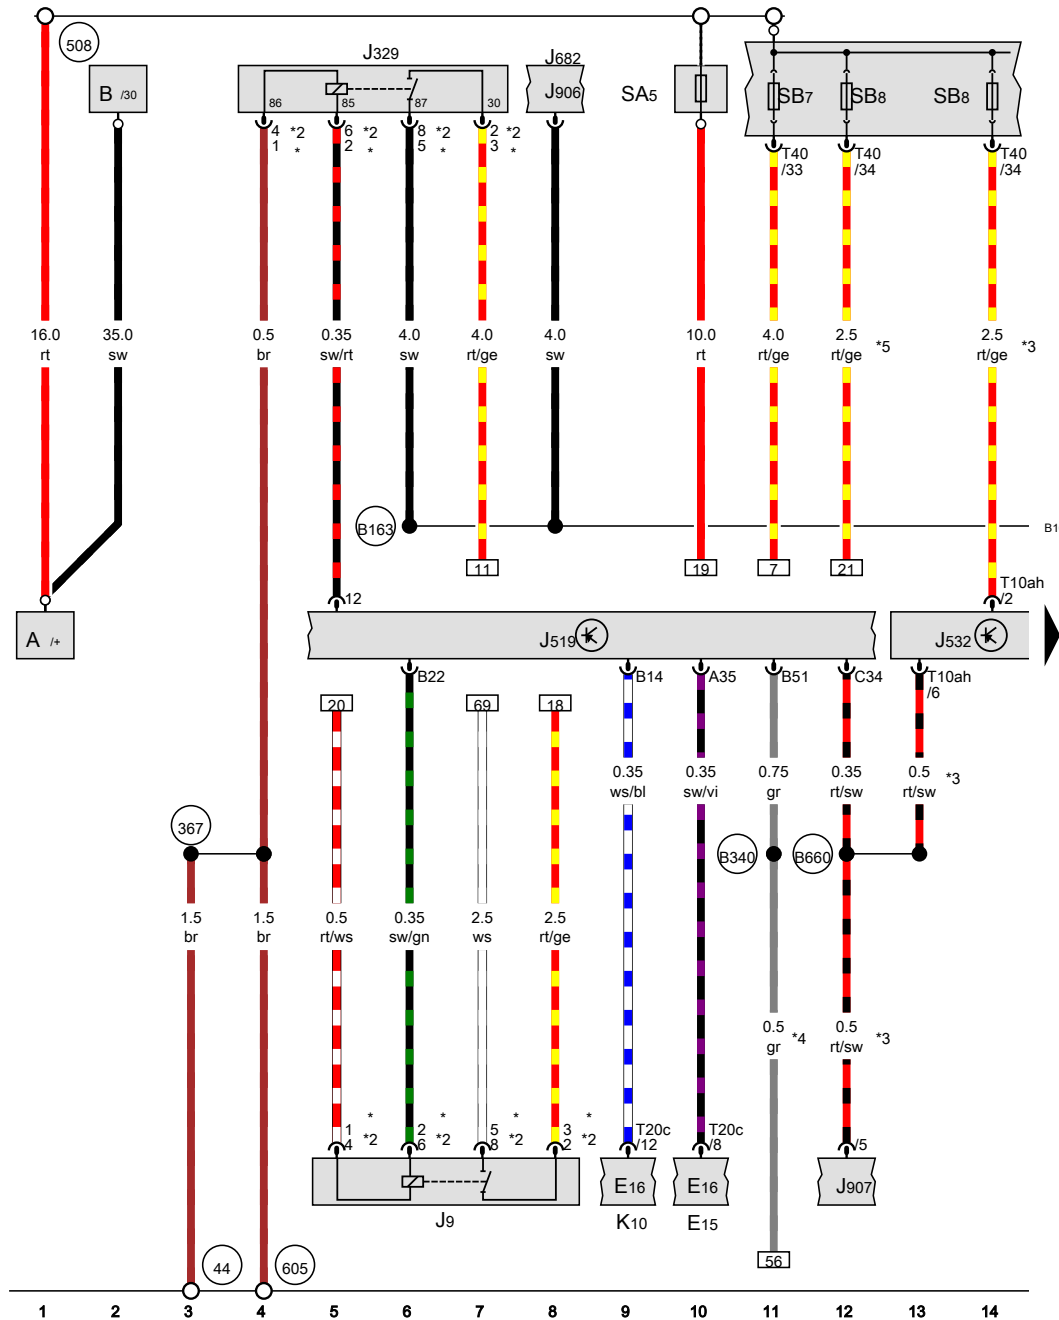 508
J329
J682
B /30
J906
SA5
SB7
SB8
SB8
86
85
87
30
4 *2
1 *
6 *2
2 *
8 *2
5 *
2 *2
3 *
T40
/33
T40
/34
T40
/34
16.0
rt
35.0
sw
0.5
br
0.35
sw/rt
4.0
sw
4.0
rt/ge
4.0
sw
10.0
rt
4.0
rt/ge
2.5
rt/ge
*5
2.5
rt/ge
*3
B163
B1
11
19
7
21
12
T10ah
/2
A /+
J519
J532
B22
B14
A35
B51
C34
T10ah
/6
20
69
18
0.35
ws/bl
0.35
sw/vi
0.75
gr
0.35
rt/sw
0.5
rt/sw
*3
367
B340
B660
1.5
br
1.5
br
0.5
rt/ws
0.35
sw/gn
2.5
ws
2.5
rt/ge
0.5
gr
*4
0.5
rt/sw
*3
1 *
4 *2
2 *
6 *2
5 *
8 *2
3 *
2 *2
T20c
/12
T20c
/8
/5
E16
E16
J907
J9
K10
E15
56
44
605
1 2 3 4 5 6 7 8 9 10 11 12 13 14